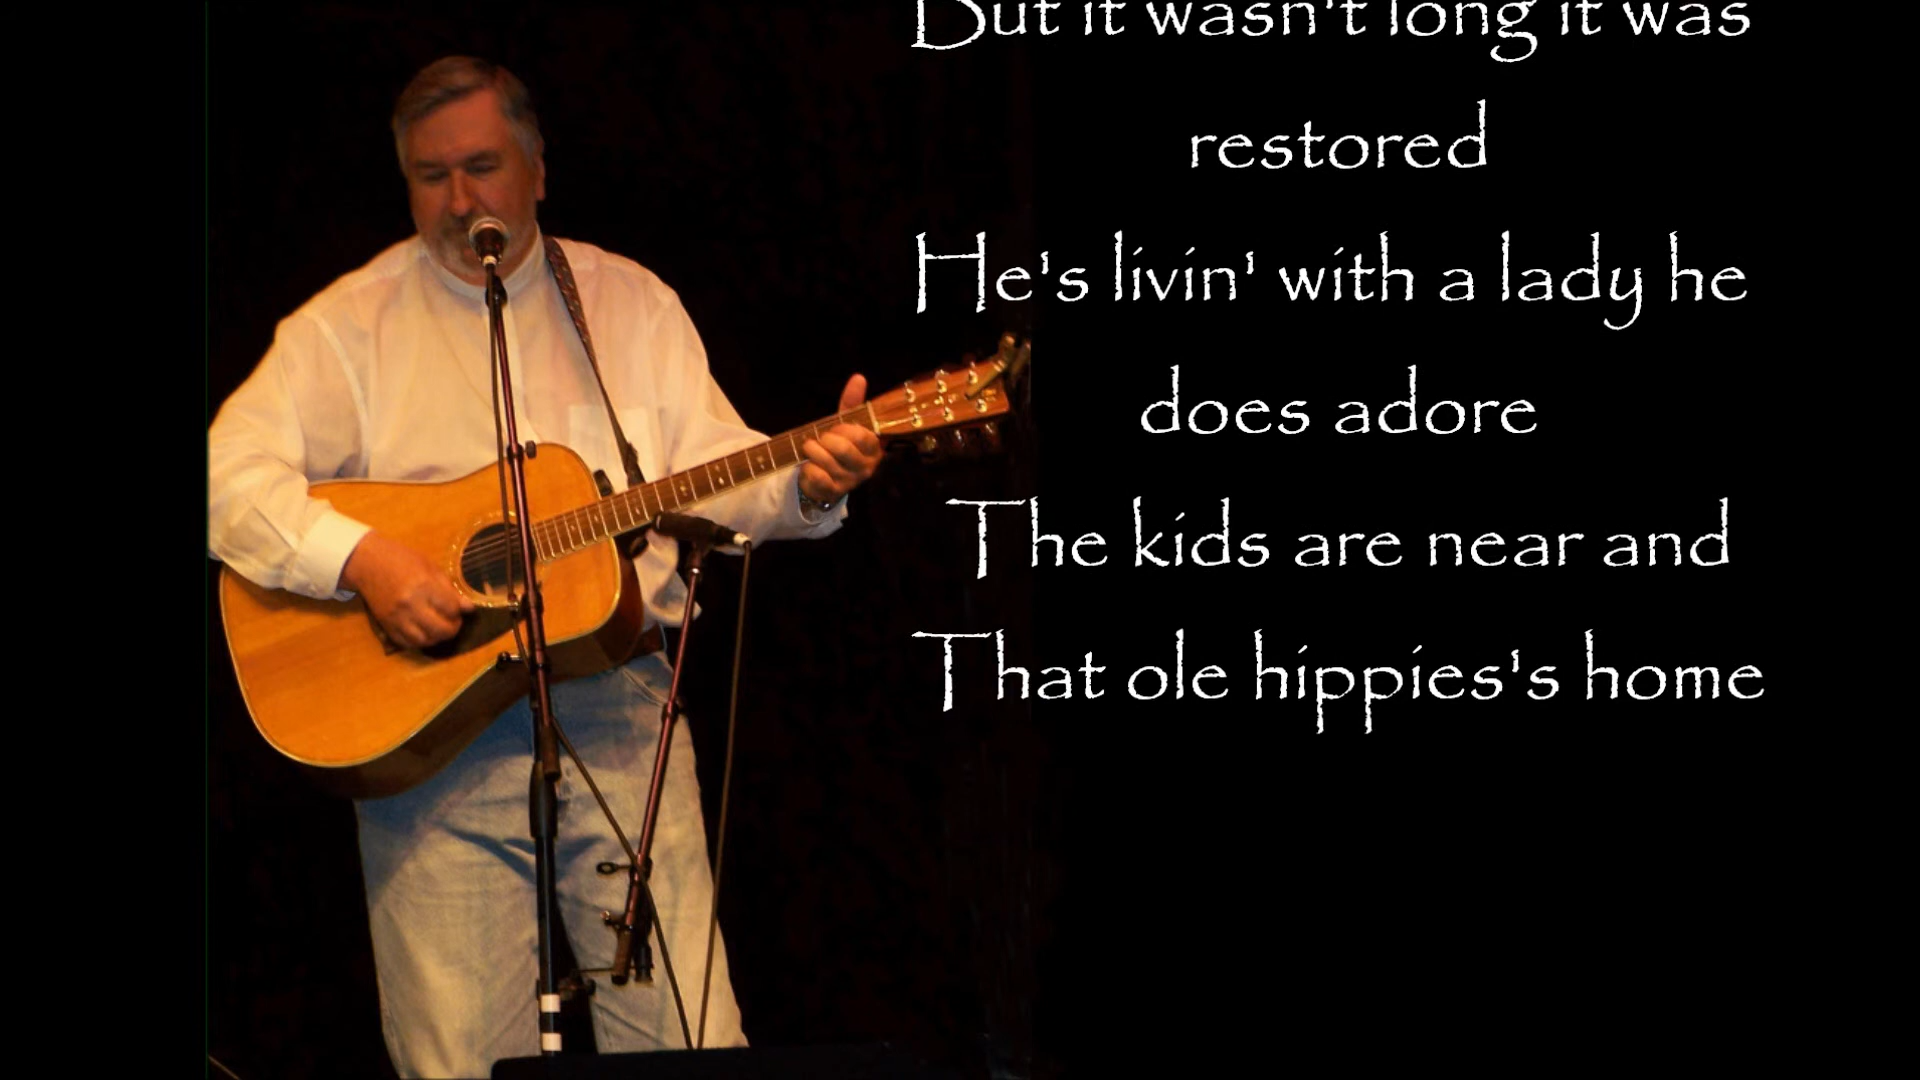 But it wasn't long it was
restored
He's livin' with a lady he
does adore
The kids are near and
That ole hippies's home